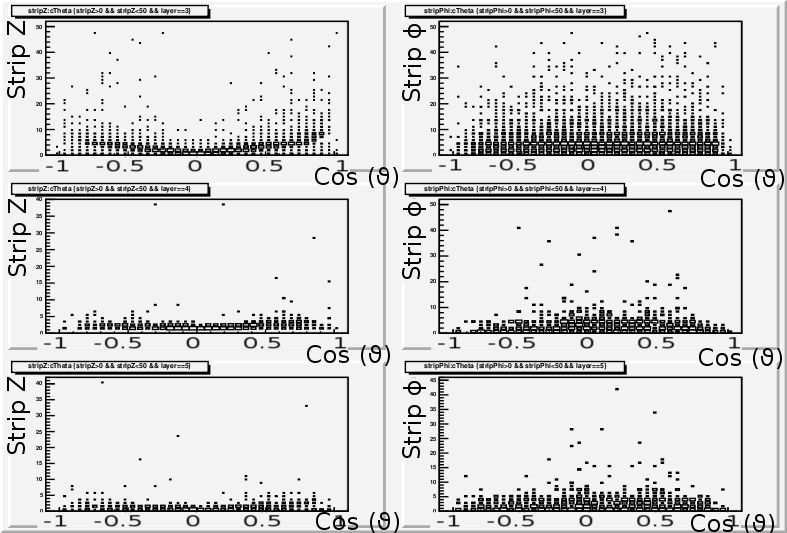 stripZ:cTheta {stripZ>0 && stripZ<50 && layer==3}
Strip Z
50
40
30
20
10
0
-1 -0.5 0 0.5 1
Cos (ϑ)
stripPhi:cTheta {stripPhi>0 && stripPhi<50 && layer==3}
Strip ϕ
50
40
30
20
10
0
-1 -0.5 0 0.5 1
Cos (ϑ)
stripZ:cTheta {stripZ>0 && stripZ<50 && layer==4}
Strip Z
40
35
30
25
20
15
10
5
0
-1 -0.5 0 0.5 1
Cos (ϑ)
stripPhi:cTheta {stripPhi>0 && stripPhi<50 && layer==4}
Strip ϕ
50
40
30
20
10
0
-1 -0.5 0 0.5 1
Cos (ϑ)
stripZ:cTheta {stripZ>0 && stripZ<50 && layer==5}
Strip Z
40
35
30
25
20
15
10
5
0
-1 -0.5 0 0.5 1
Cos (ϑ)
stripPhi:cTheta {stripPhi>0 && stripPhi<50 && layer==5}
Strip ϕ
45
40
35
30
25
20
15
10
5
0
-1 -0.5 0 0.5 1
Cos (ϑ)